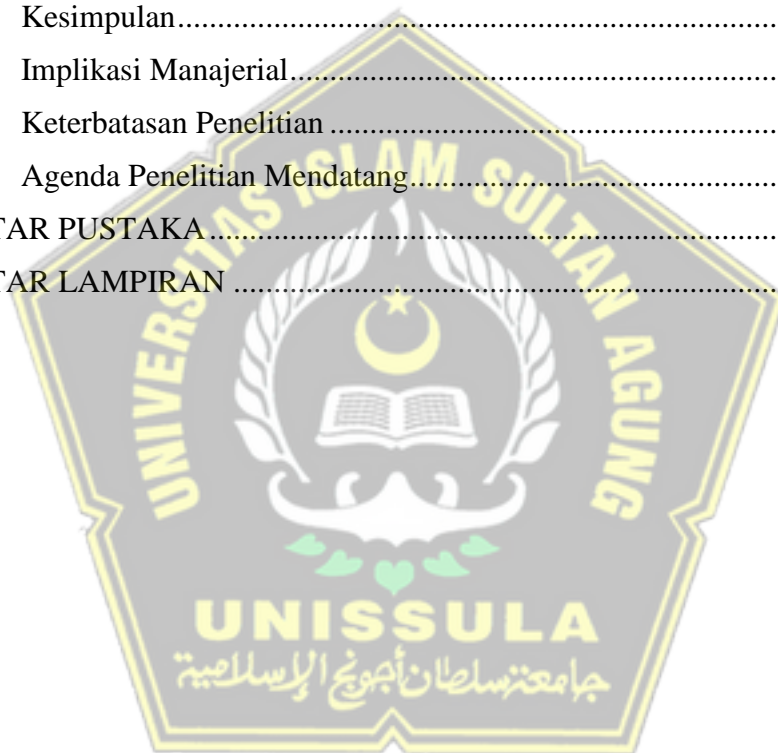 Kesimpulan....................................................................................
Implikasi Manajerial......................................................................
Keterbatasan Penelitian .................................................................
Agenda Penelitian Mendatang.......................................................
TAR PUSTAKA ................................................................................
TAR LAMPIRAN .............................................................................
UNIVERSITAS ISLAM SULTAN AGUNG
UNISSULA
جامعة سلطان أجونج الإسلامية